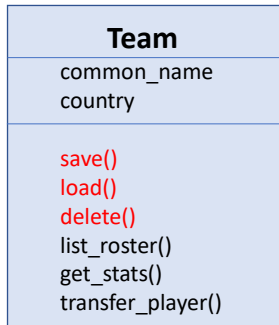 Team
common_name
country
save()
load()
delete()
list_roster()
get_stats()
transfer_player()